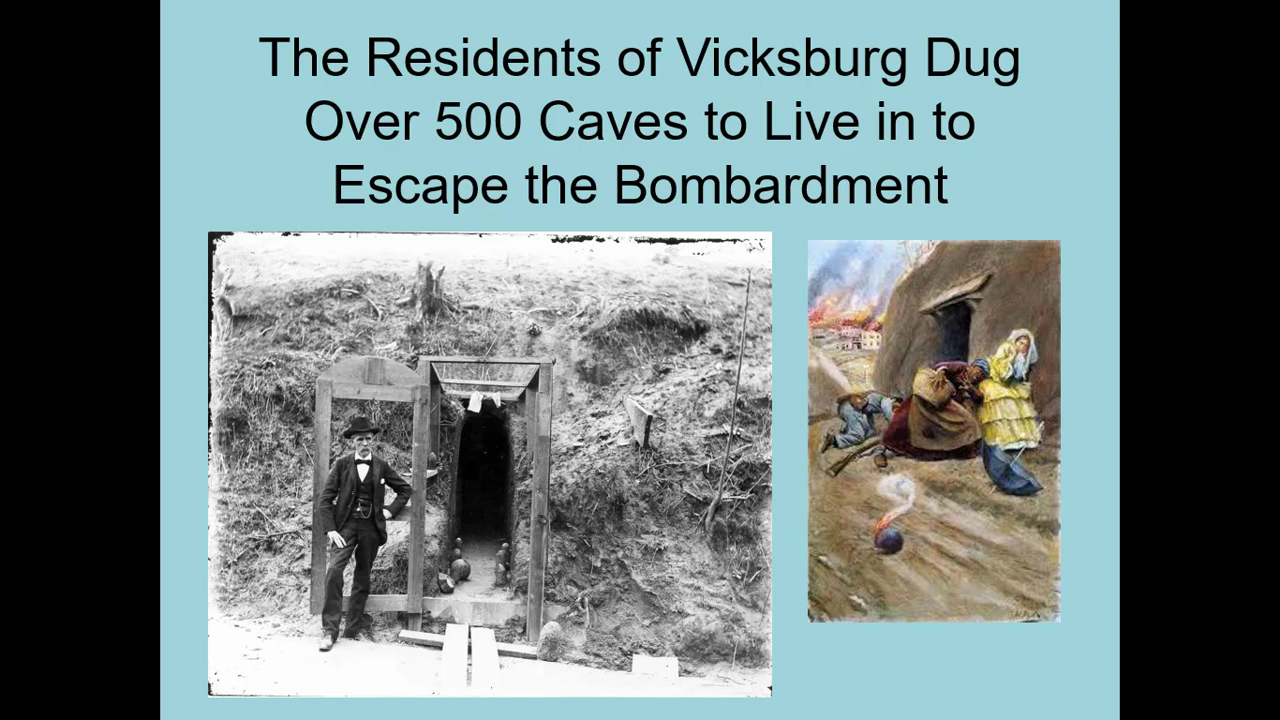 The Residents of Vicksburg Dug
Over 500 Caves to Live in to
Escape the Bombardment